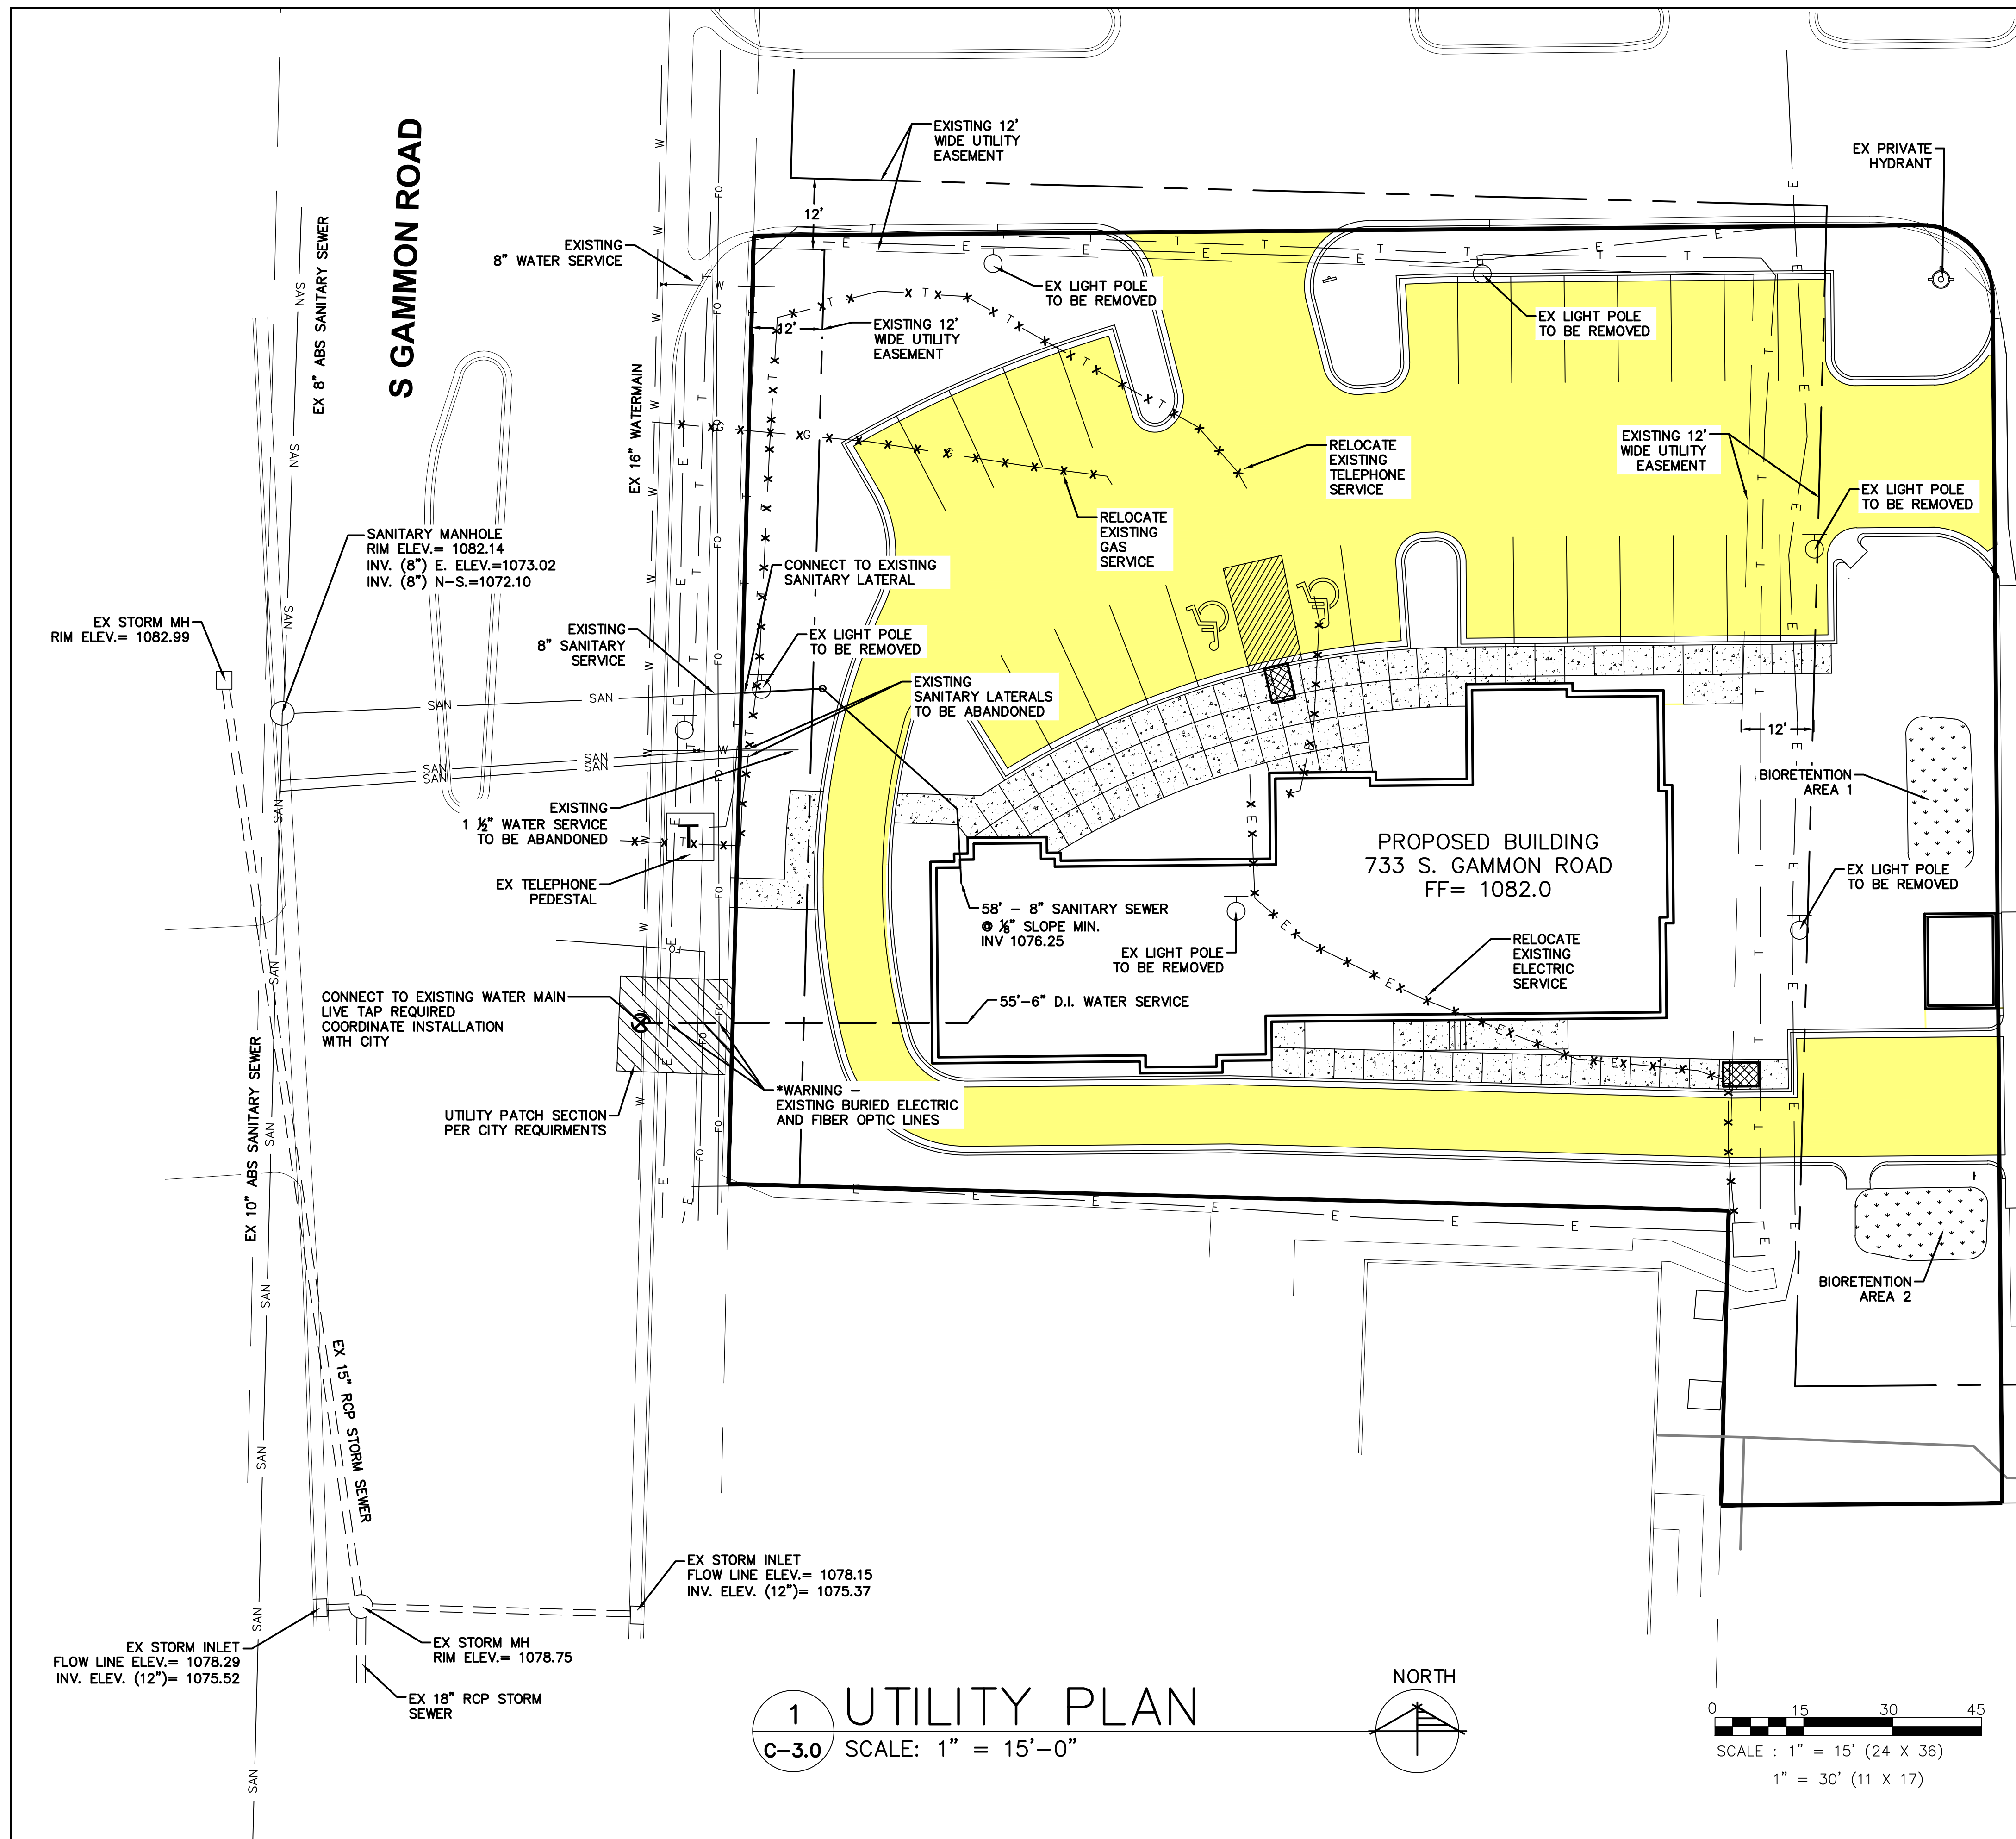 S GAMMON ROAD
EX 8" ABS SANITARY SEWER
EXISTING
8" WATER SERVICE
EX 16" WATERMAIN
EXISTING 12'
WIDE UTILITY
EASEMENT
12'
EX PRIVATE
HYDRANT
EX LIGHT POLE
TO BE REMOVED
12'
EXISTING 12'
WIDE UTILITY
EASEMENT
EX LIGHT POLE
TO BE REMOVED
RELOCATE
EXISTING
TELEPHONE
SERVICE
EXISTING 12'
WIDE UTILITY
EASEMENT
EX LIGHT POLE
TO BE REMOVED
RELOCATE
EXISTING
GAS
SERVICE
SANITARY MANHOLE
RIM ELEV.= 1082.14
INV. (8") E. ELEV.=1073.02
INV. (8") N-S.=1072.10
CONNECT TO EXISTING
SANITARY LATERAL
EX STORM MH
RIM ELEV.= 1082.99
EXISTING
8" SANITARY
SERVICE
EX LIGHT POLE
TO BE REMOVED
EXISTING
SANITARY LATERALS
TO BE ABANDONED
12'
BIORETENTION
AREA 1
EXISTING
1 ½" WATER SERVICE
TO BE ABANDONED
T
EX TELEPHONE
PEDESTAL
PROPOSED BUILDING
733 S. GAMMON ROAD
FF= 1082.0
EX LIGHT POLE
TO BE REMOVED
58' - 8" SANITARY SEWER
@ ⅛" SLOPE MIN.
INV 1076.25
EX LIGHT POLE
TO BE REMOVED
RELOCATE
EXISTING
ELECTRIC
SERVICE
CONNECT TO EXISTING WATER MAIN
LIVE TAP REQUIRED
COORDINATE INSTALLATION
WITH CITY
55'-6" D.I. WATER SERVICE
*WARNING -
EXISTING BURIED ELECTRIC
AND FIBER OPTIC LINES
UTILITY PATCH SECTION
PER CITY REQUIRMENTS
EX 10" ABS SANITARY SEWER
BIORETENTION
AREA 2
EX 15" RCP STORM SEWER
EX STORM INLET
FLOW LINE ELEV.= 1078.15
INV. ELEV. (12")= 1075.37
EX STORM INLET
FLOW LINE ELEV.= 1078.29
INV. ELEV. (12")= 1075.52
EX STORM MH
RIM ELEV.= 1078.75
EX 18" RCP STORM
SEWER
1
C-3.0
UTILITY PLAN
SCALE: 1" = 15'-0"
NORTH
0 15 30 45
SCALE : 1" = 15' (24 X 36)
1" = 30' (11 X 17)